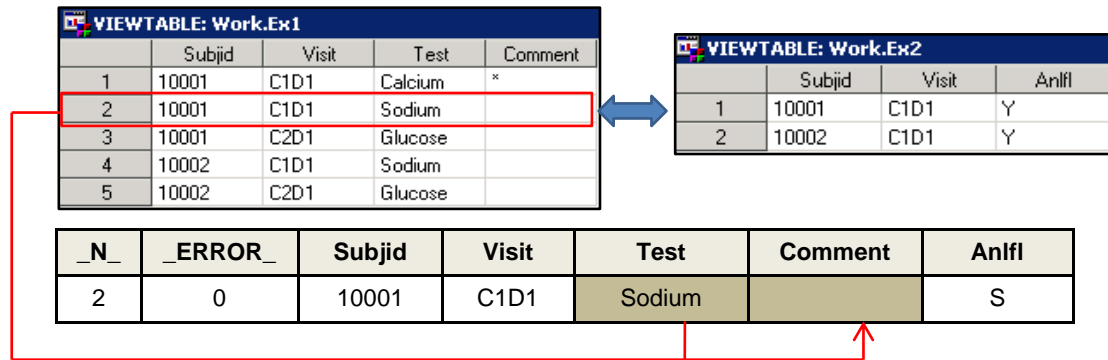 VIEWTABLE: Work.Ex1
Subjid Visit Test Comment
1 10001 C1D1 Calcium *
2 10001 C1D1 Sodium
3 10001 C2D1 Glucose
4 10002 C1D1 Sodium
5 10002 C2D1 Glucose
VIEWTABLE: Work.Ex2
Subjid Visit Anlfl
1 10001 C1D1 Y
2 10002 C1D1 Y
_N_ _ERROR_ Subjid Visit Test Comment Anlfl
2 0 10001 C1D1 Sodium S